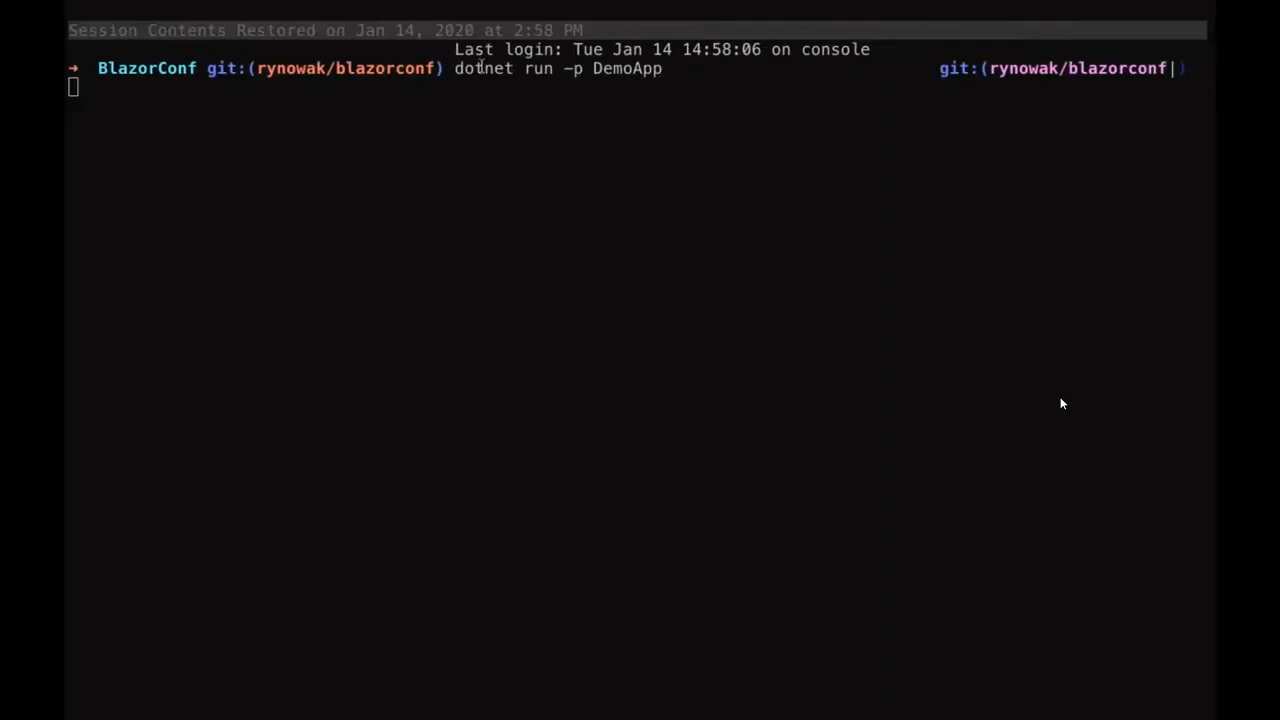 Session Contents Restored on Jan 14, 2020 at 2:58 PM
Last login: Tue Jan 14 14:58:06 on console
➜ BlazorConf git:(rynowak/blazorconf) dotnet run -p DemoApp git:(rynowak/blazorconf|)